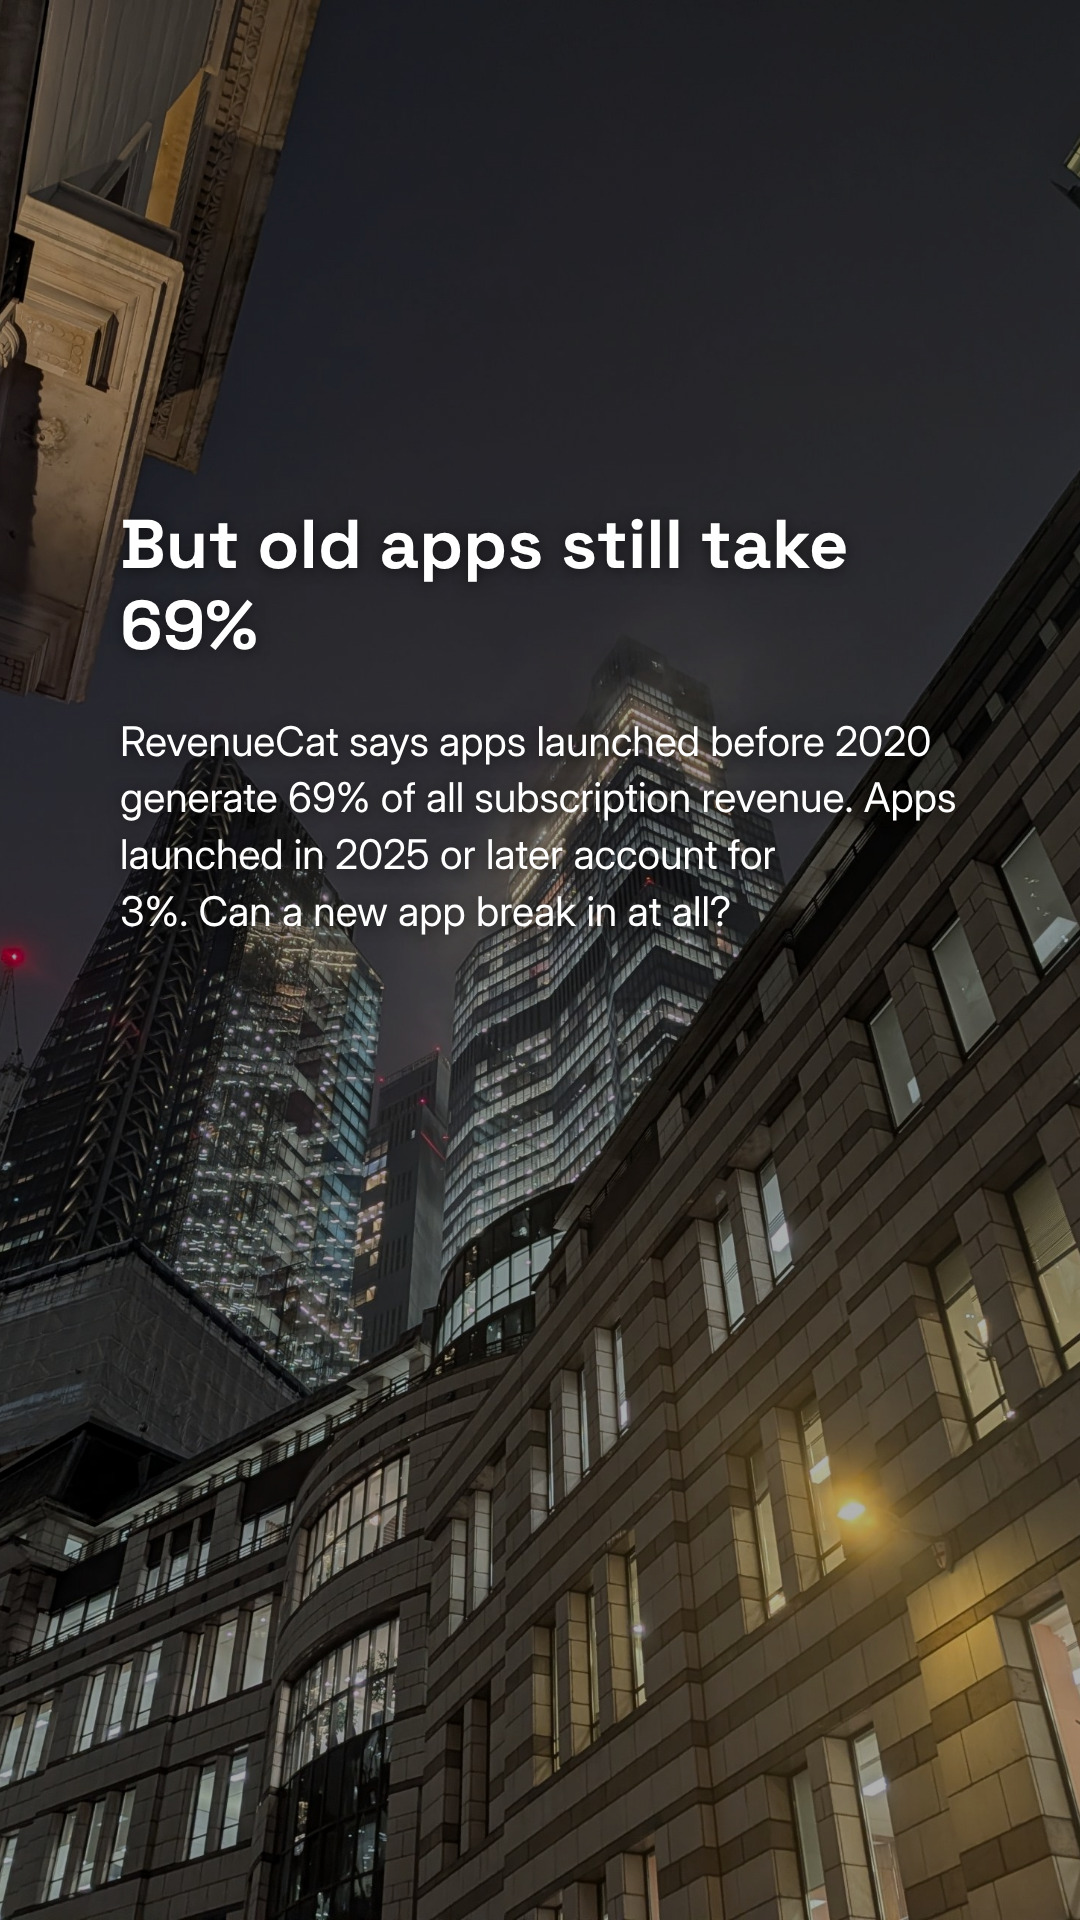 But old apps still take
69%
RevenueCat says apps launched before 2020
generate 69% of all subscription revenue. Apps
launched in 2025 or later account for
3%. Can a new app break in at all?